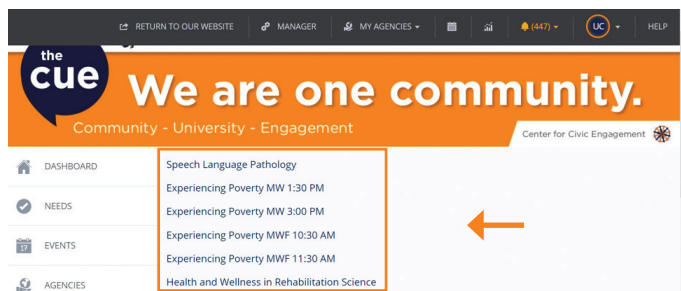 RETURN TO OUR WEBSITE MANAGER MY AGENCIES (447) UC HELP
the
cue
We are one community.
Community - University - Engagement
Center for Civic Engagement
DASHBOARD
NEEDS
17
EVENTS
AGENCIES
Speech Language Pathology
Experiencing Poverty MW 1:30 PM
Experiencing Poverty MW 3:00 PM
Experiencing Poverty MWF 10:30 AM
Experiencing Poverty MWF 11:30 AM
Health and Wellness in Rehabilitation Science